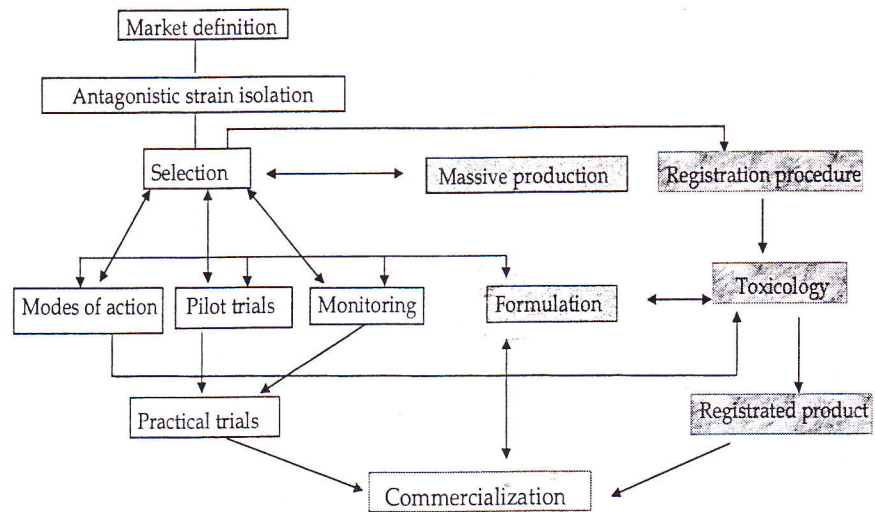 Market definition
Antagonistic strain isolation
Selection
Massive production
Registration procedure
Modes of action
Pilot trials
Monitoring
Formulation
Toxicology
Practical trials
Registrated product
Commercialization